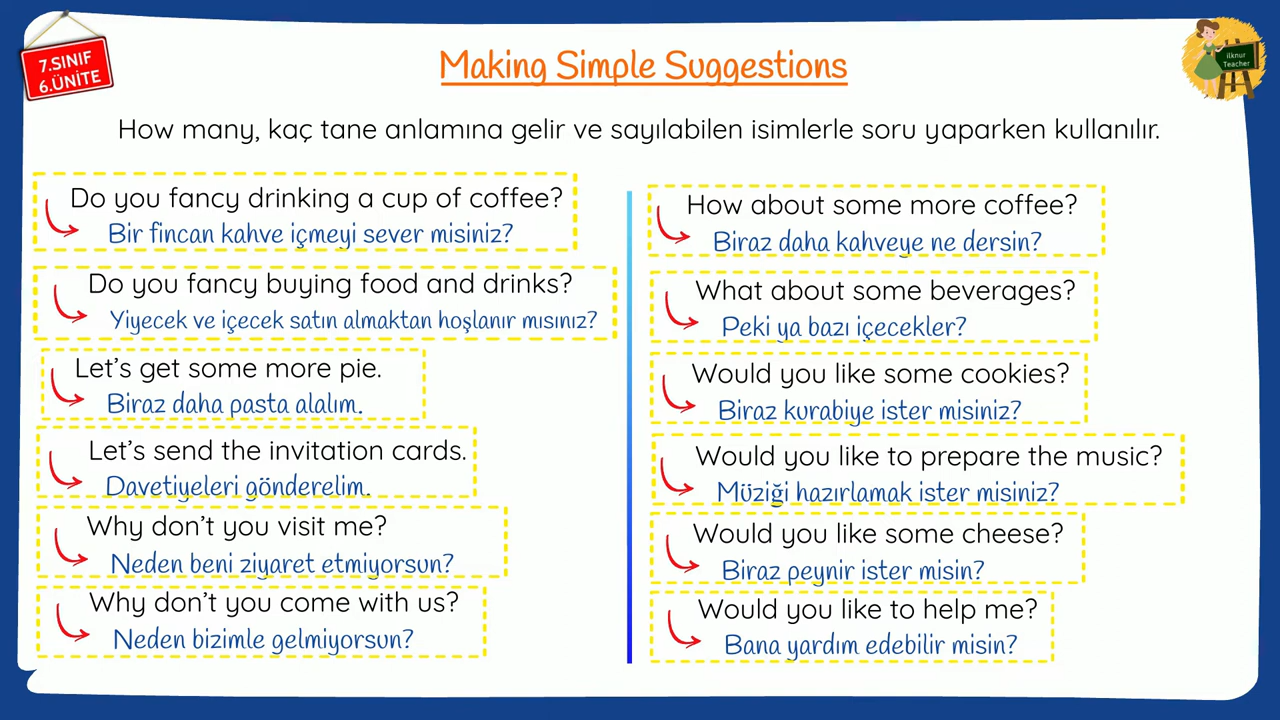 7.SINIF
6.ÜNİTE
Making Simple Suggestions
ilknur
Teacher
How many, kaç tane anlamına gelir ve sayılabilen isimlerle soru yaparken kullanılır.
Do you fancy drinking a cup of coffee?
Bir fincan kahve içmeyi sever misiniz?
Do you fancy buying food and drinks?
Yiyecek ve içecek satın almaktan hoşlanır mısınız?
Let's get some more pie.
Biraz daha pasta alalım.
Let's send the invitation cards.
Davetiyeleri gönderelim.
Why don't you visit me?
Neden beni ziyaret etmiyorsun?
Why don't you come with us?
Neden bizimle gelmiyorsun?
How about some more coffee?
Biraz daha kahveye ne dersin?
What about some beverages?
Peki ya bazı içecekler?
Would you like some cookies?
Biraz kurabiye ister misiniz?
Would you like to prepare the music?
Müziği hazırlamak ister misiniz?
Would you like some cheese?
Biraz peynir ister misin?
Would you like to help me?
Bana yardım edebilir misin?